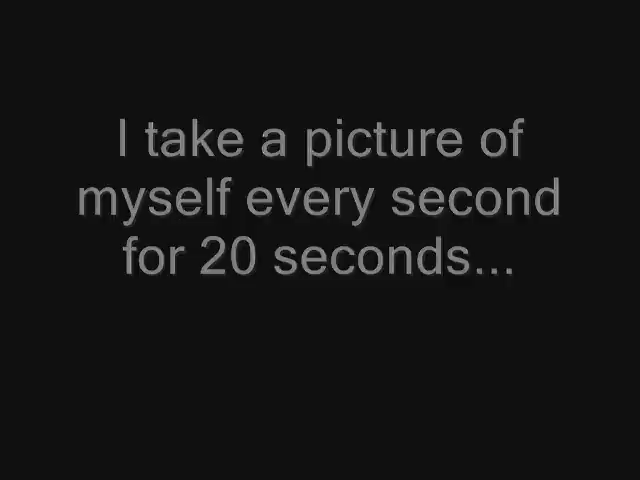 I take a picture of
myself every second
for 20 seconds...